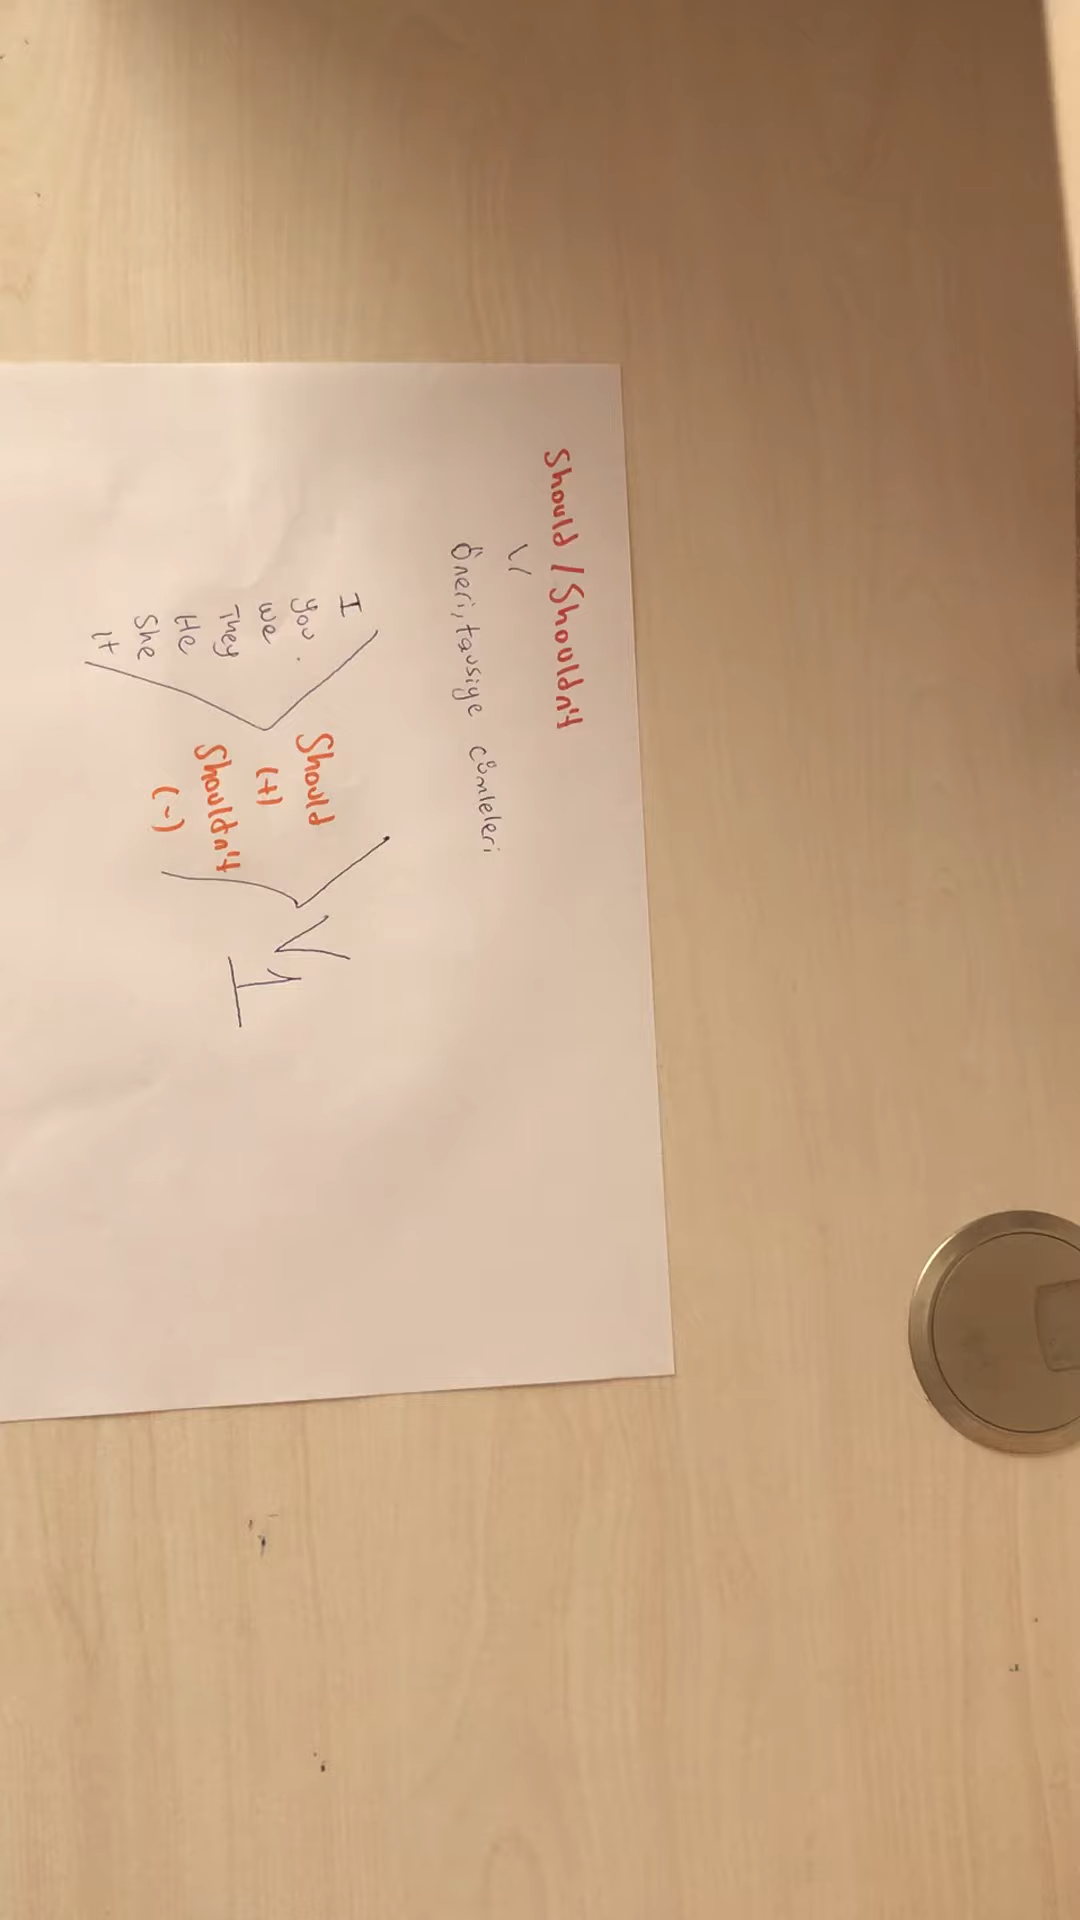 Should / Shouldn't
Öneri, tavsiye cümleleri
I
you.
we
They
He
She
It
Should
(+)
Shouldn't
(-)
V1